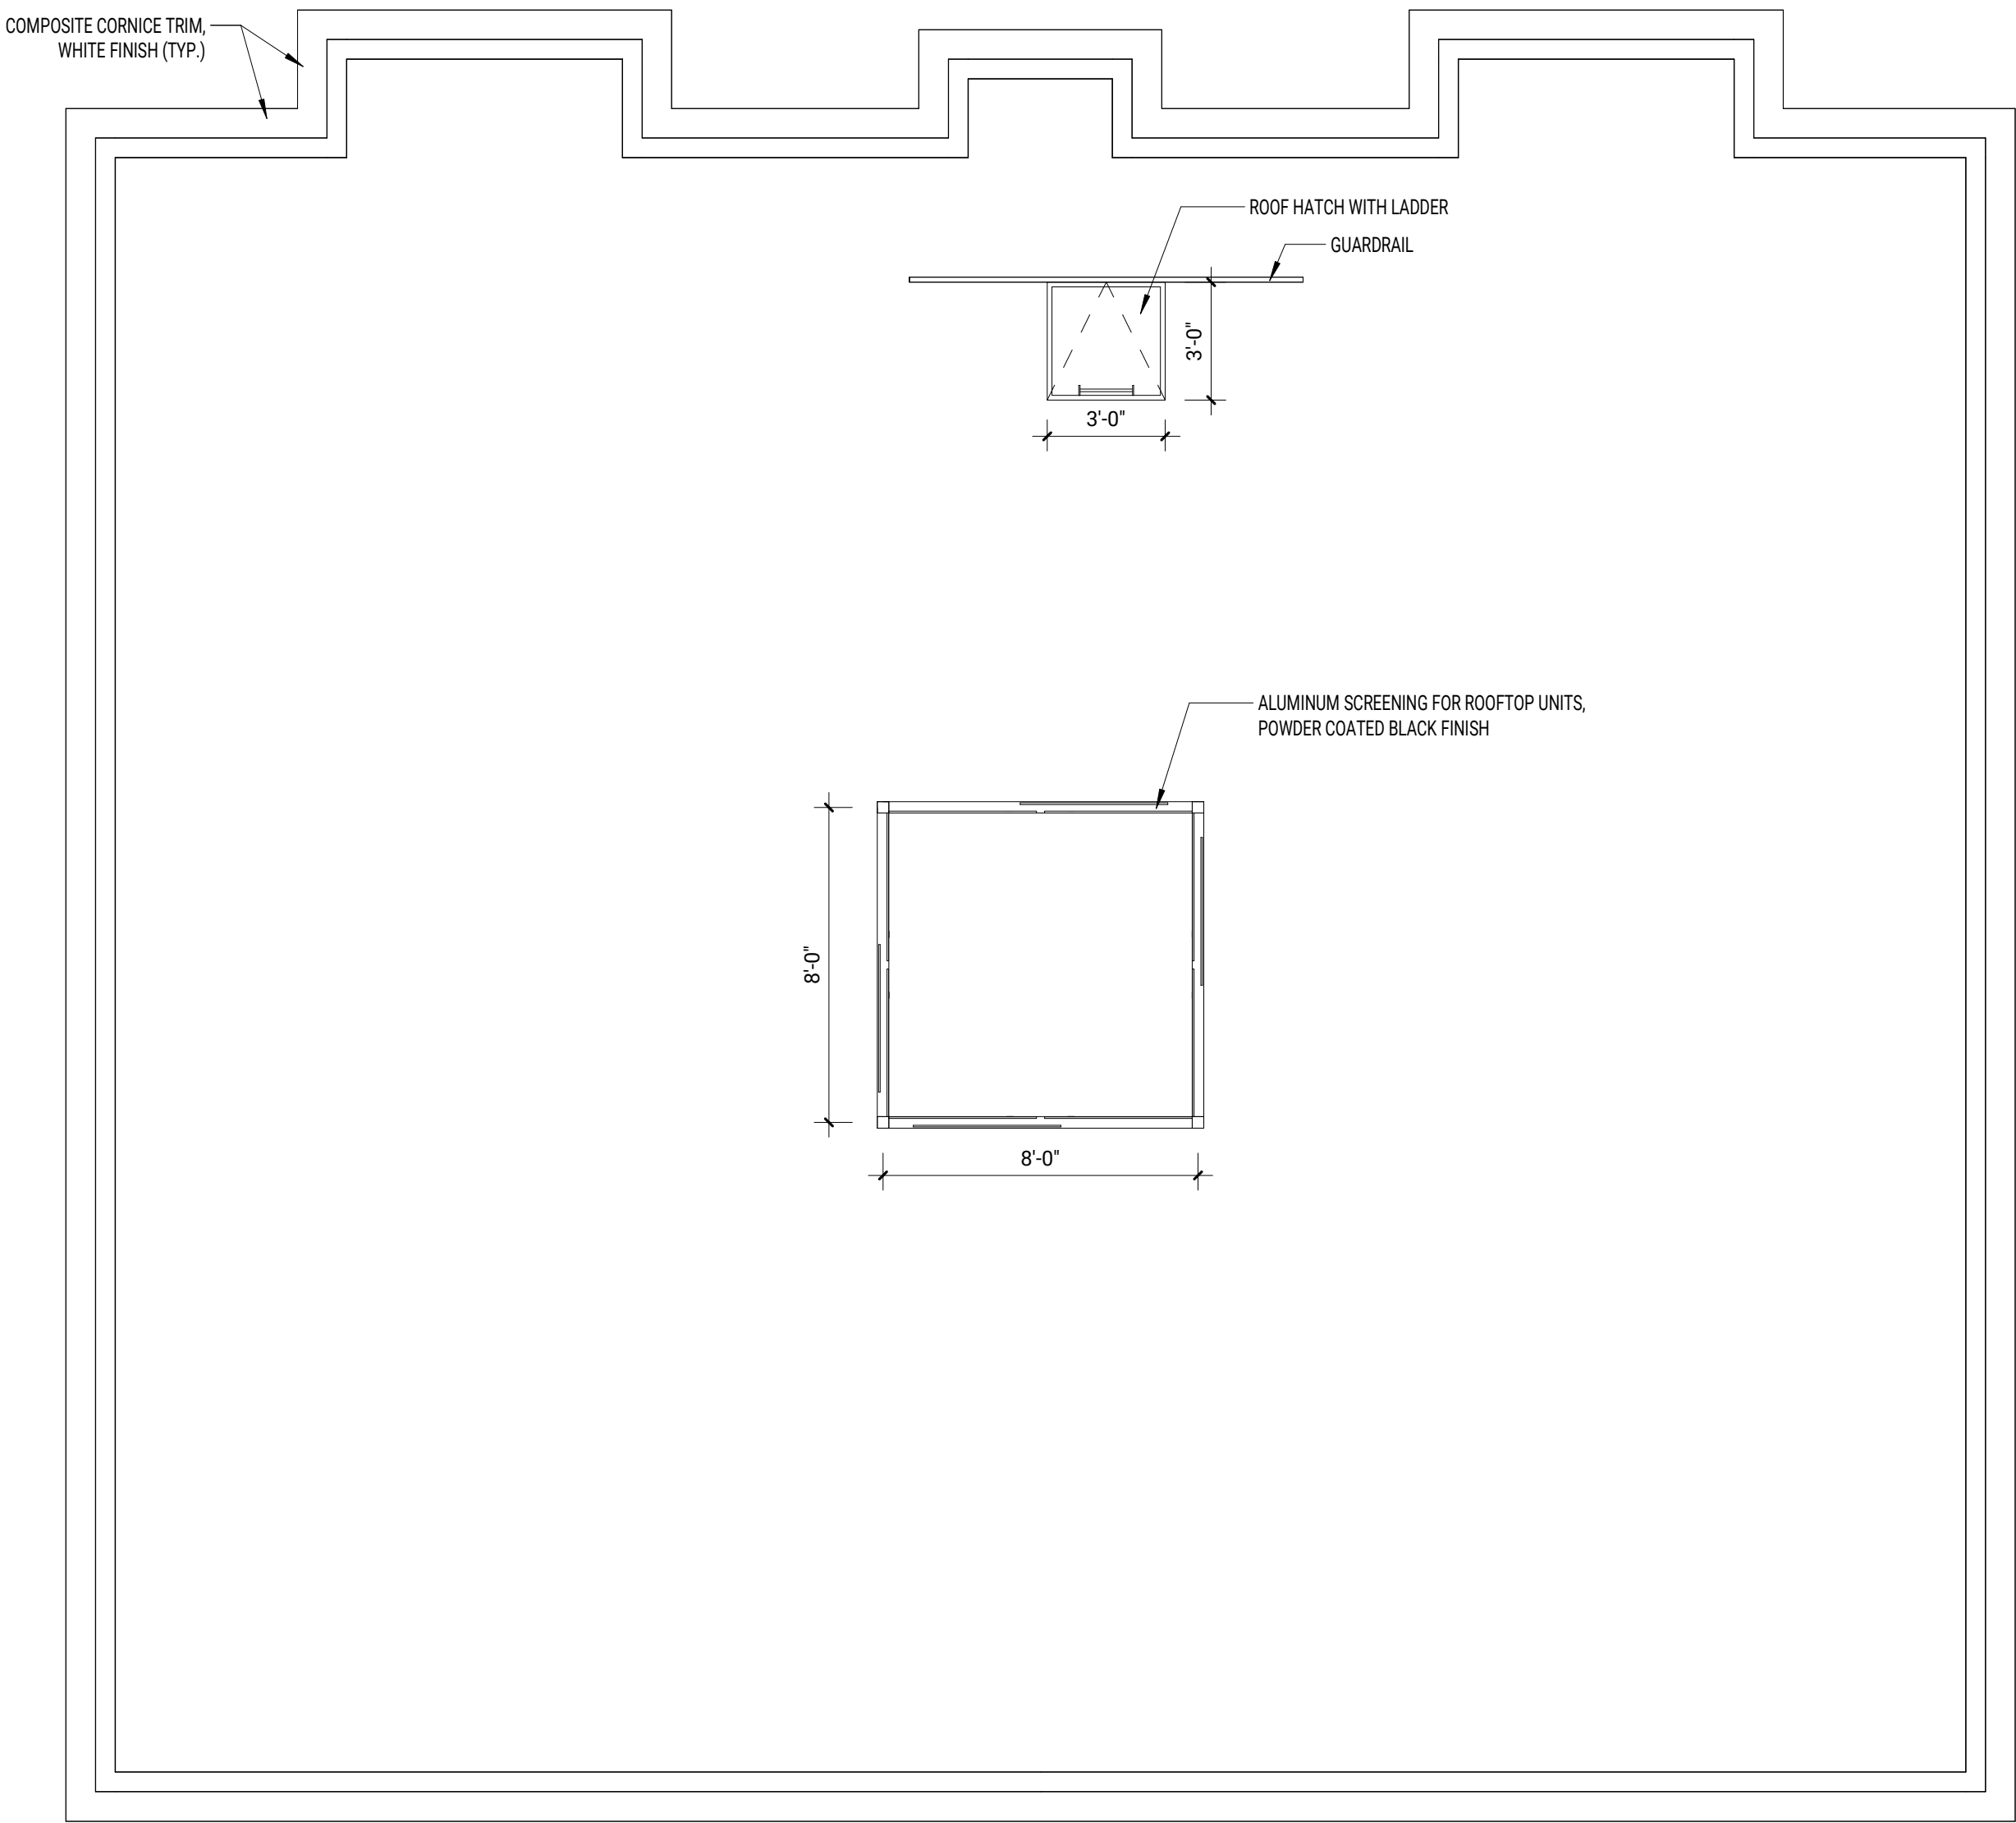 COMPOSITE CORNICE TRIM,
WHITE FINISH (TYP.)
ROOF HATCH WITH LADDER
GUARDRAIL
3'-0"
3'-0"
ALUMINUM SCREENING FOR ROOFTOP UNITS,
POWDER COATED BLACK FINISH
8'-0"
8'-0"